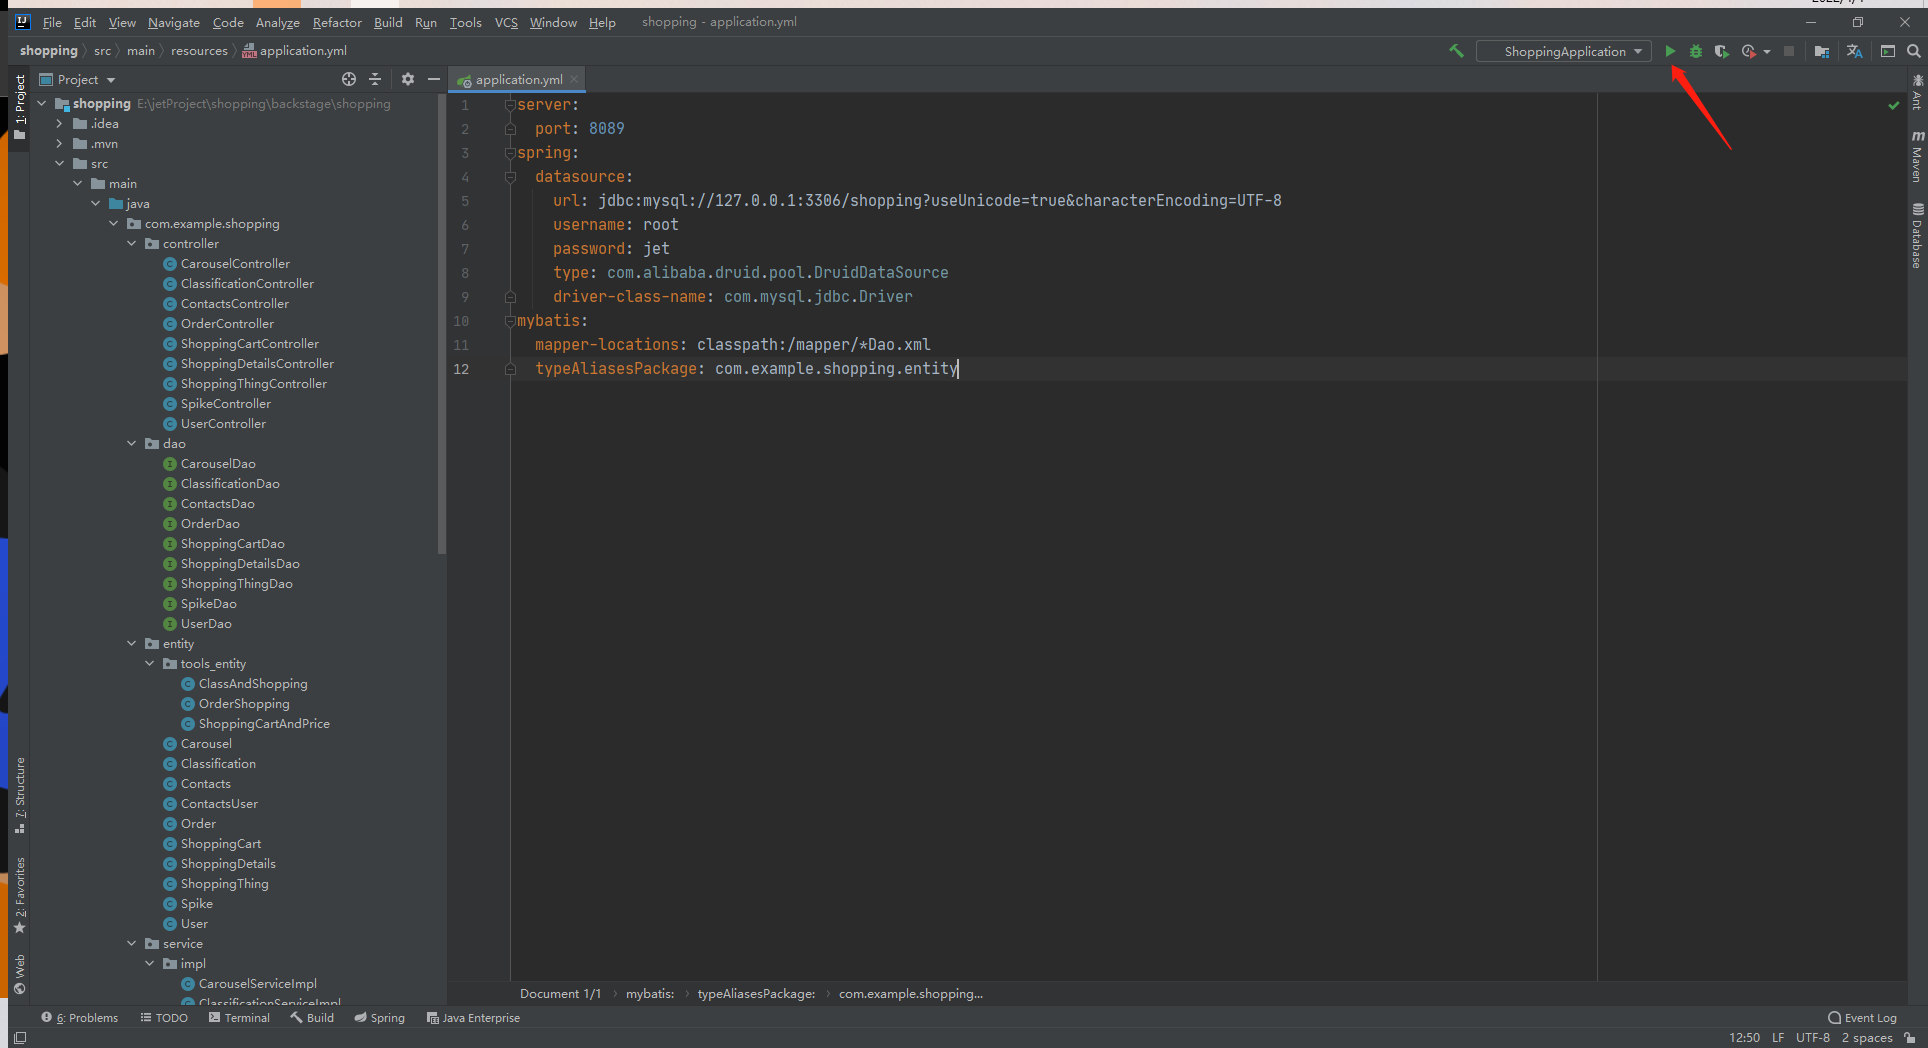 File Edit View Navigate Code Analyze Refactor Build Run Tools VCS Window Help shopping - application.yml
shopping src main resources application.yml
ShoppingApplication
Project
application.yml
1: Project
7: Structure
2: Favorites
Web
shopping E:\jetProject\shopping\backstage\shopping
.idea
.mvn
src
main
java
com.example.shopping
controller
CarouselController
ClassificationController
ContactsController
OrderController
ShoppingCartController
ShoppingDetailsController
ShoppingThingController
SpikeController
UserController
dao
CarouselDao
ClassificationDao
ContactsDao
OrderDao
ShoppingCartDao
ShoppingDetailsDao
ShoppingThingDao
SpikeDao
UserDao
entity
tools_entity
ClassAndShopping
OrderShopping
ShoppingCartAndPrice
Carousel
Classification
Contacts
ContactsUser
Order
ShoppingCart
ShoppingDetails
ShoppingThing
Spike
User
service
impl
CarouselServiceImpl
ClassificationServiceImpl
1 server:
2 port: 8089
3 spring:
4 datasource:
5 url: jdbc:mysql://127.0.0.1:3306/shopping?useUnicode=true&characterEncoding=UTF-8
6 username: root
7 password: jet
8 type: com.alibaba.druid.pool.DruidDataSource
9 driver-class-name: com.mysql.jdbc.Driver
10 mybatis:
11 mapper-locations: classpath:/mapper/*Dao.xml
12 typeAliasesPackage: com.example.shopping.entity
Ant
Maven
Database
Document 1/1 mybatis: typeAliasesPackage: com.example.shopping...
6: Problems TODO Terminal Build Spring Java Enterprise Event Log
12:50 LF UTF-8 2 spaces